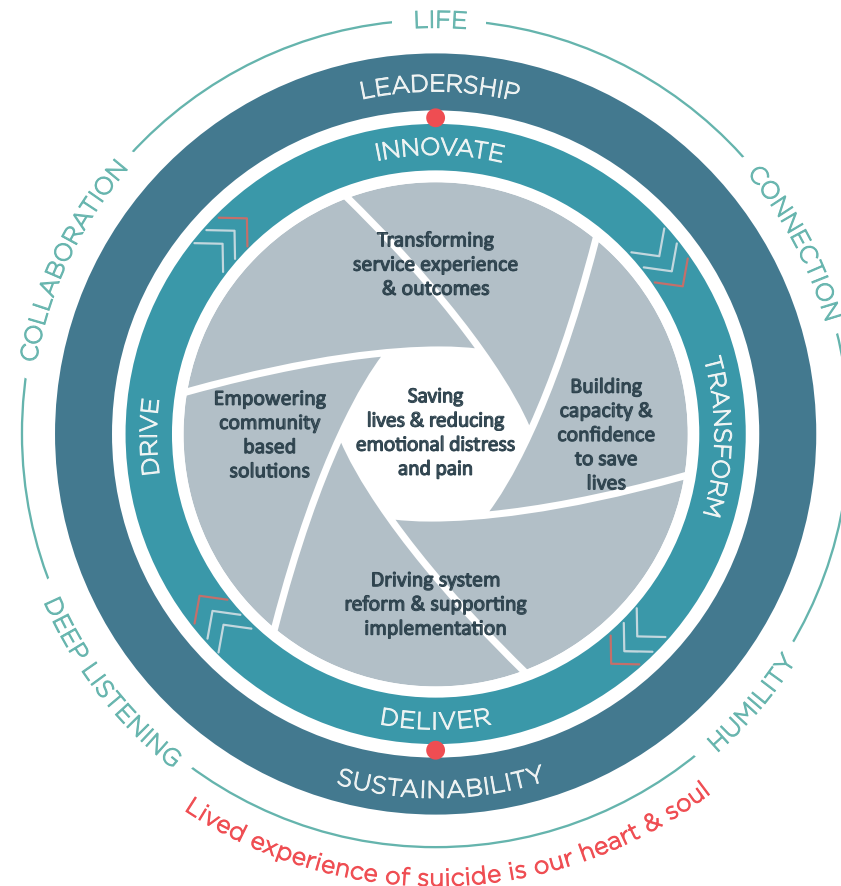 LIFE
LEADERSHIP
INNOVATE
COLLABORATION
CONNECTION
Transforming
service experience
& outcomes
TRANSFORM
DRIVE
Empowering
community
based
solutions
Saving
lives & reducing
emotional distress
and pain
Building
capacity &
confidence
to save
lives
Driving system
reform & supporting
implementation
DEEP LISTENING
HUMILITY
DELIVER
SUSTAINABILITY
Lived experience of suicide is our heart & soul